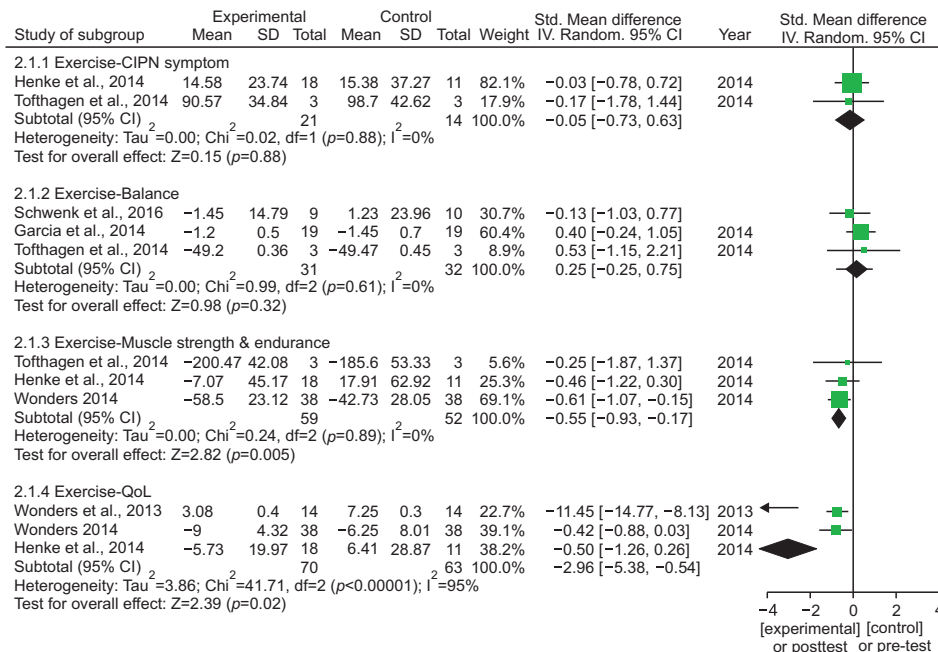 Experimental Control Std. Mean difference Std. Mean difference
Study of subgroup Mean SD Total Mean SD Total Weight IV. Random. 95% CI Year IV. Random. 95% CI
2.1.1 Exercise-CIPN symptom
Henke et al., 2014 14.58 23.74 18 15.38 37.27 11 82.1% −0.03 [−0.78, 0.72] 2014
Tofthagen et al., 2014 90.57 34.84 3 98.7 42.62 3 17.9% −0.17 [−1.78, 1.44] 2014
Subtotal (95% CI) 21 14 100.0% −0.05 [−0.73, 0.63]
Heterogeneity: Tau²=0.00; Chi²=0.02, df=1 (p=0.88); I²=0%
Test for overall effect: Z=0.15 (p=0.88)
2.1.2 Exercise-Balance
Schwenk et al., 2016 −1.45 14.79 9 1.23 23.96 10 30.7% −0.13 [−1.03, 0.77]
Garcia et al., 2014 −1.2 0.5 19 −1.45 0.7 19 60.4% 0.40 [−0.24, 1.05] 2014
Tofthagen et al., 2014 −49.2 0.36 3 −49.47 0.45 3 8.9% 0.53 [−1.15, 2.21] 2014
Subtotal (95% CI) 31 32 100.0% 0.25 [−0.25, 0.75]
Heterogeneity: Tau²=0.00; Chi²=0.99, df=2 (p=0.61); I²=0%
Test for overall effect: Z=0.98 (p=0.32)
2.1.3 Exercise-Muscle strength & endurance
Tofthagen et al., 2014 −200.47 42.08 3 −185.6 53.33 3 5.6% −0.25 [−1.87, 1.37] 2014
Henke et al., 2014 −7.07 45.17 18 17.91 62.92 11 25.3% −0.46 [−1.22, 0.30] 2014
Wonders 2014 −58.5 23.12 38 −42.73 28.05 38 69.1% −0.61 [−1.07, −0.15] 2014
Subtotal (95% CI) 59 52 100.0% −0.55 [−0.93, −0.17]
Heterogeneity: Tau²=0.00; Chi²=0.24, df=2 (p=0.89); I²=0%
Test for overall effect: Z=2.82 (p=0.005)
2.1.4 Exercise-QoL
Wonders et al., 2013 3.08 0.4 14 7.25 0.3 14 22.7% −11.45 [−14.77, −8.13] 2013
Wonders 2014 −9 4.32 38 −6.25 8.01 38 39.1% −0.42 [−0.88, 0.03] 2014
Henke et al., 2014 −5.73 19.97 18 6.41 28.87 11 38.2% −0.50 [−1.26, 0.26] 2014
Subtotal (95% CI) 70 63 100.0% −2.96 [−5.38, −0.54]
Heterogeneity: Tau²=3.86; Chi²=41.71, df=2 (p<0.00001); I²=95%
Test for overall effect: Z=2.39 (p=0.02)
−4 −2 0 2 4
[experimental] [control]
or posttest or pre-test